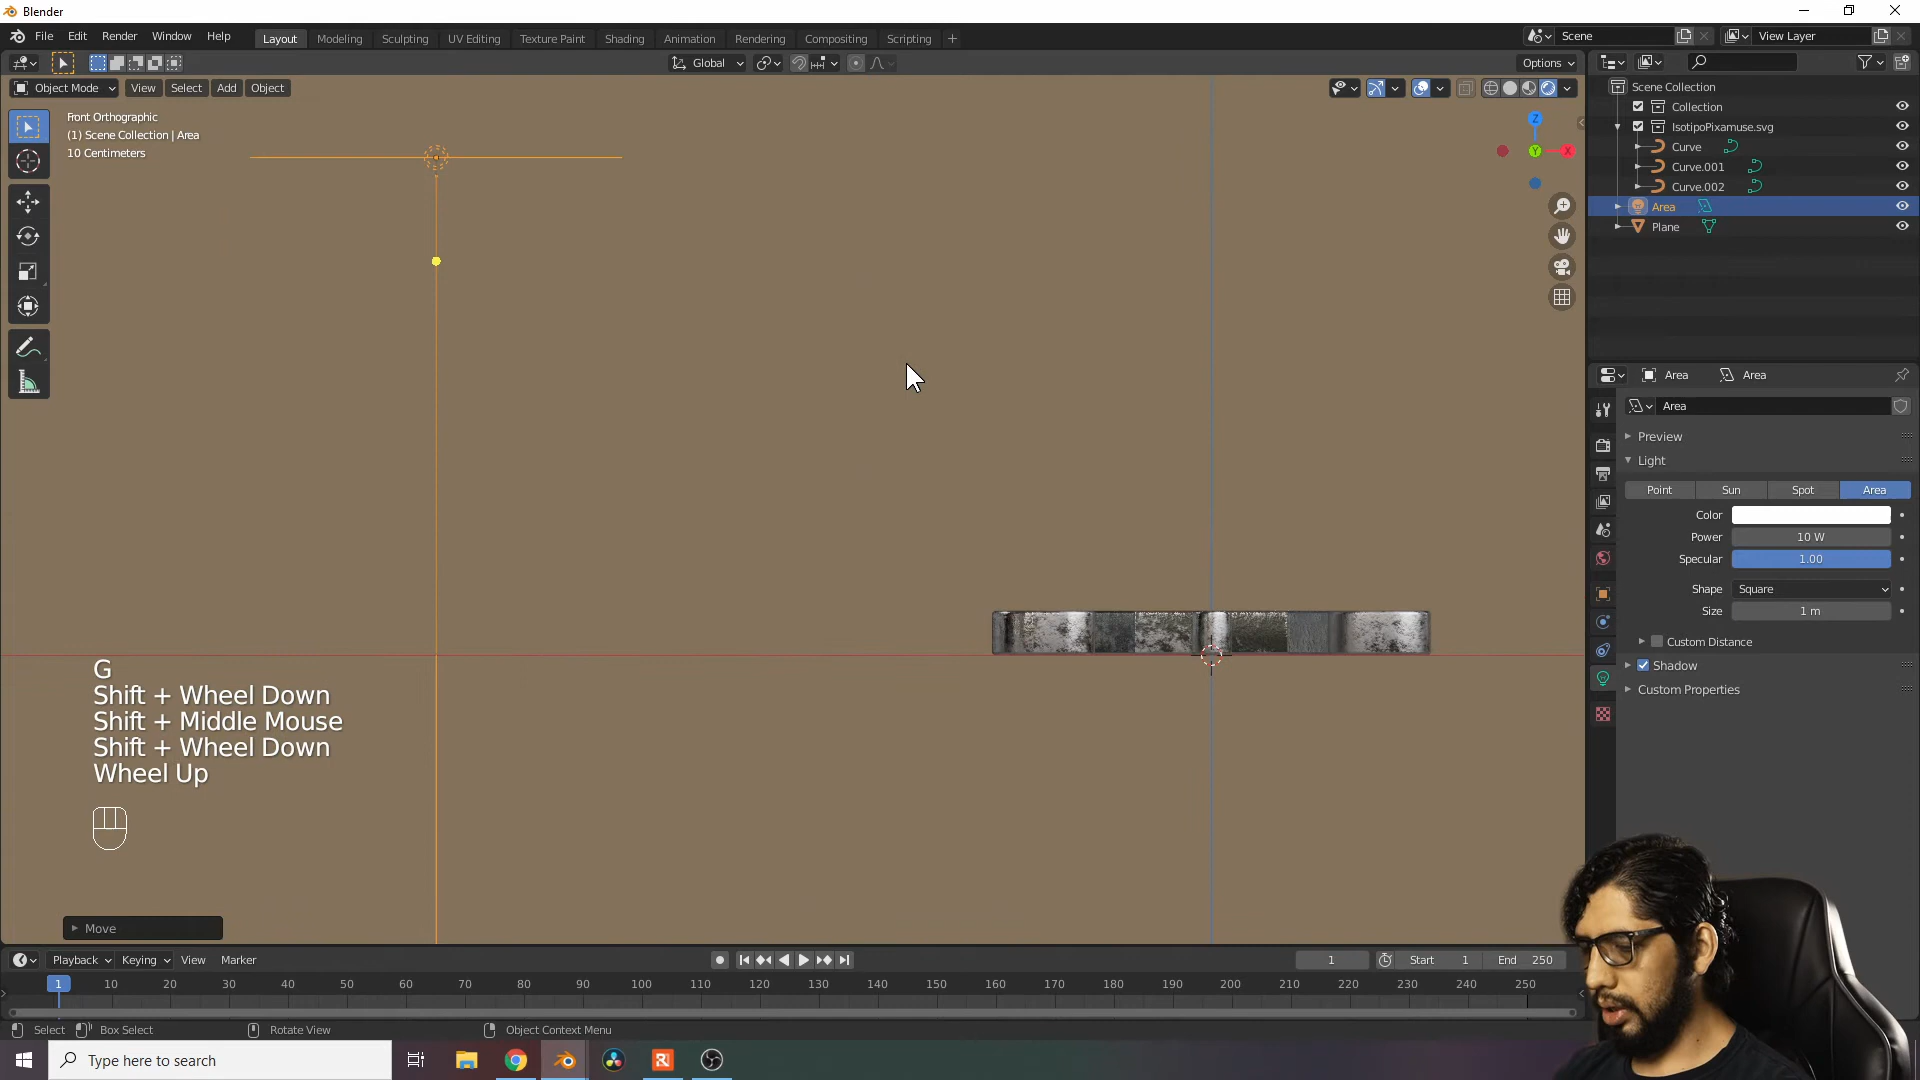 Blender
File Edit Render Window Help
Layout Modeling Sculpting UV Editing Texture Paint Shading Animation Rendering Compositing Scripting +
Scene View Layer
Global Options
Object Mode View Select Add Object
Front Orthographic
(1) Scene Collection | Area
10 Centimeters
Z
Y
X
Scene Collection
Collection
IsotipoPixamuse.svg
Curve
Curve.001
Curve.002
Area
Plane
Area Area
Area
Preview
Light
Point Sun Spot Area
Color
Power 10 W
Specular 1.00
Shape Square
Size 1 m
Custom Distance
Shadow
Custom Properties
G
Shift + Wheel Down
Shift + Middle Mouse
Shift + Wheel Down
Wheel Up
Move
Playback Keying View Marker 1 Start 1 End 250
1 10 20 30 40 50 60 70 80 90 100 110 120 130 140 150 160 170 180 190 200 210 220 230 240 250
Select Box Select Rotate View Object Context Menu
Type here to search